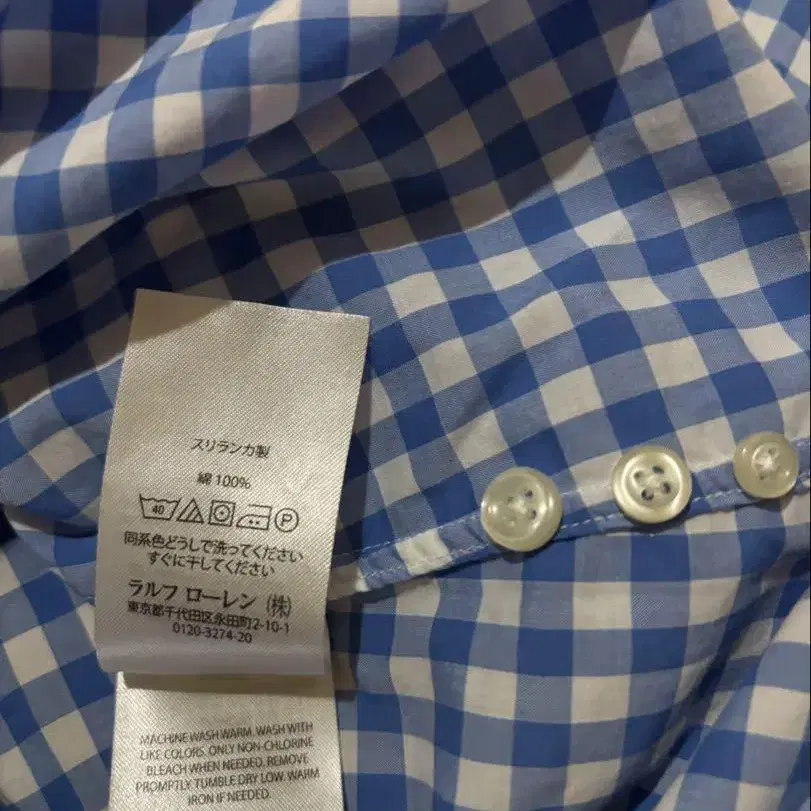 スリランカ製
綿100%
40 P
同系色どうしで洗ってください
すぐに干してください
ラルフ ローレン (株)
東京都千代田区永田町2-10-1
0120-3274-20
MACHINE WASH WARM. WASH WITH
LIKE COLORS. ONLY NON-CHLORINE
BLEACH WHEN NEEDED. REMOVE
PROMPTLY. TUMBLE DRY LOW. WARM
IRON IF NEEDED.